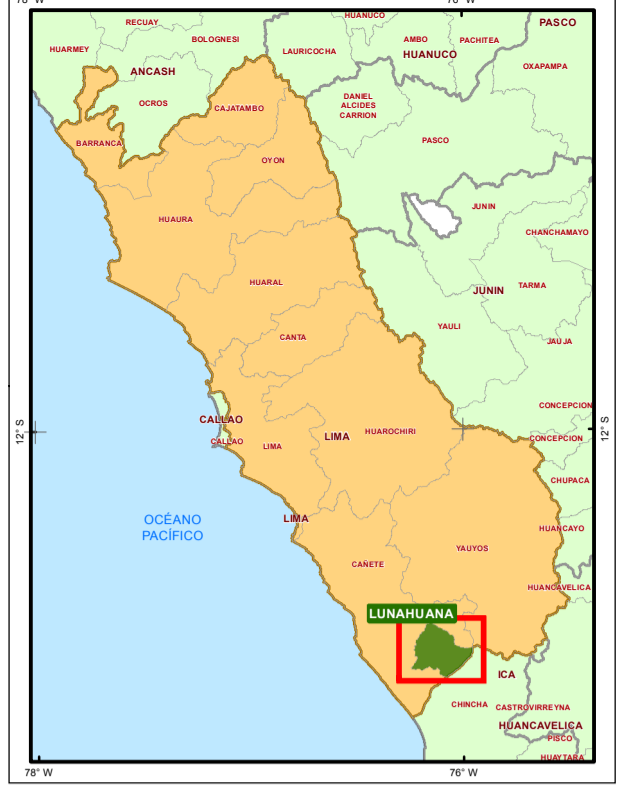 78° W
76° W
RECUAY
HUANUCO
PASCO
HUARMEY
BOLOGNESI
LAURICOCHA
AMBO
PACHITEA
HUANUCO
ANCASH
OXAPAMPA
OCROS
CAJATAMBO
DANIEL
ALCIDES
CARRION
BARRANCA
PASCO
OYON
HUAURA
JUNIN
CHANCHAMAYO
HUARAL
JUNIN
TARMA
YAULI
CANTA
JAUJA
CONCEPCION
CALLAO
CALLAO
LIMA
LIMA
HUAROCHIRI
CONCEPCION
12° S
12° S
CHUPACA
OCÉANO
PACÍFICO
LIMA
HUANCAYO
YAUYOS
CAÑETE
HUANCAVELICA
LUNAHUANA
ICA
CHINCHA
CASTROVIRREYNA
HUANCAVELICA
PISCO
HUAYTARA
78° W
76° W